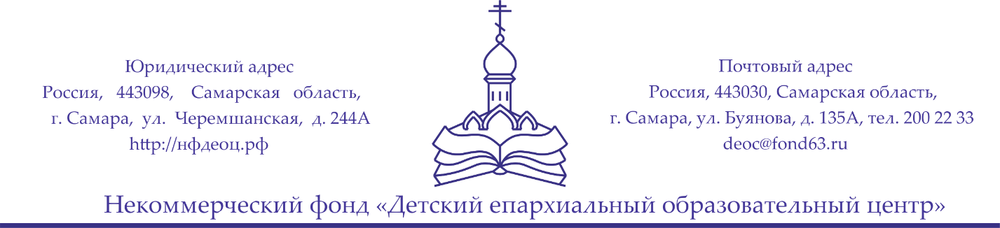 Юридический адрес
Россия, 443098, Самарская область,
г. Самара, ул. Черемшанская, д. 244А
http://нфдеоц.рф
Почтовый адрес
Россия, 443030, Самарская область,
г. Самара, ул. Буянова, д. 135А, тел. 200 22 33
deoc@fond63.ru
Некоммерческий фонд «Детский епархиальный образовательный центр»